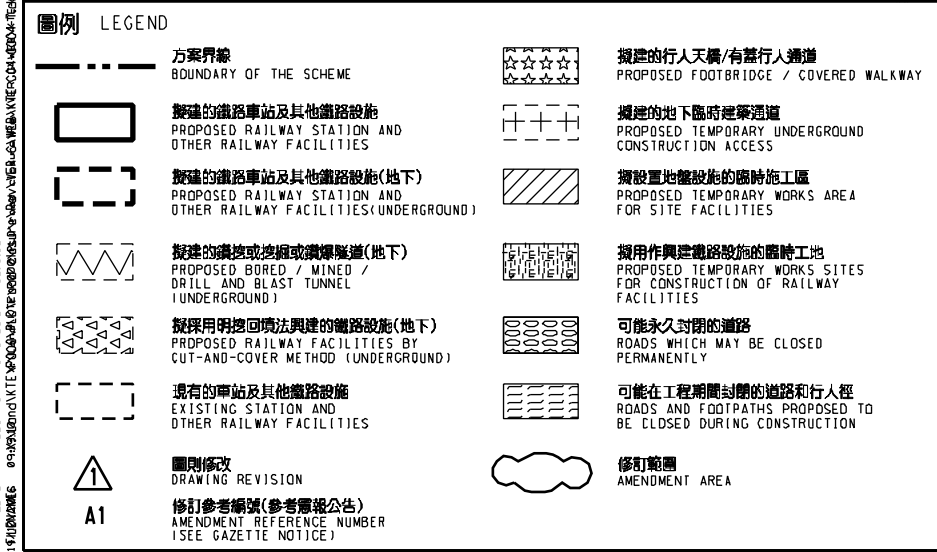 圖例 LEGEND
方案界線
BOUNDARY OF THE SCHEME
擬建的鐵路車站及其他鐵路設施
PROPOSED RAILWAY STATION AND
OTHER RAILWAY FACILITIES
擬建的鐵路車站及其他鐵路設施(地下)
PROPOSED RAILWAY STATION AND
OTHER RAILWAY FACILITIES(UNDERGROUND)
擬建的鑽挖或挖掘或鑽爆隧道(地下)
PROPOSED BORED / MINED /
DRILL AND BLAST TUNNEL
(UNDERGROUND)
擬採用明挖回填法興建的鐵路設施(地下)
PROPOSED RAILWAY FACILITIES BY
CUT-AND-COVER METHOD (UNDERGROUND)
現有的車站及其他鐵路設施
EXISTING STATION AND
OTHER RAILWAY FACILITIES
1
圖則修改
DRAWING REVISION
A1
修訂參考編號(參考憲報公告)
AMENDMENT REFERENCE NUMBER
(SEE GAZETTE NOTICE)
擬建的行人天橋/有蓋行人通道
PROPOSED FOOTBRIDGE / COVERED WALKWAY
擬建的地下臨時建築通道
PROPOSED TEMPORARY UNDERGROUND
CONSTRUCTION ACCESS
擬設置地盤設施的臨時施工區
PROPOSED TEMPORARY WORKS AREA
FOR SITE FACILITIES
擬用作興建鐵路設施的臨時工地
PROPOSED TEMPORARY WORKS SITES
FOR CONSTRUCTION OF RAILWAY
FACILITIES
可能永久封閉的道路
ROADS WHICH MAY BE CLOSED
PERMANENTLY
可能在工程期間封閉的道路和行人徑
ROADS AND FOOTPATHS PROPOSED TO
BE CLOSED DURING CONSTRUCTION
修訂範圍
AMENDMENT AREA